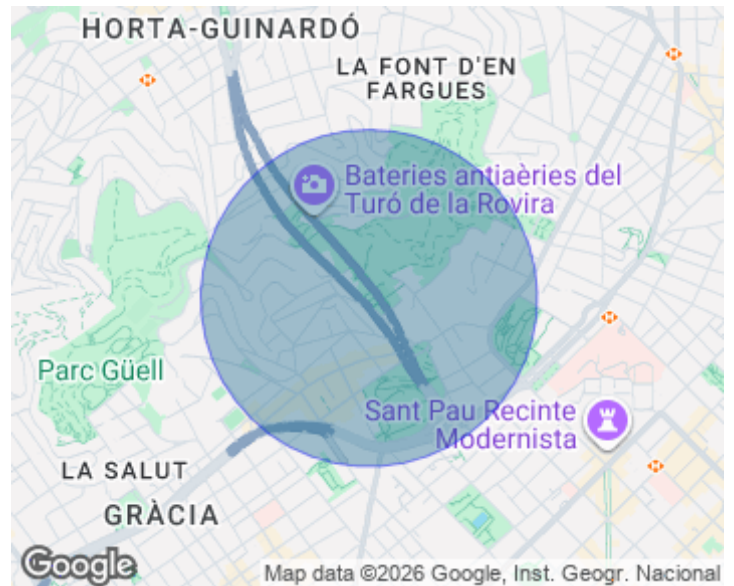 HORTA-GUINARDÓ
LA FONT D'EN
FARGUES
Bateries antiaèries del
Turó de la Rovira
Parc Güell
Sant Pau Recinte
Modernista
LA SALUT
GRÀCIA
Google
Map data ©2026 Google, Inst. Geogr. Nacional